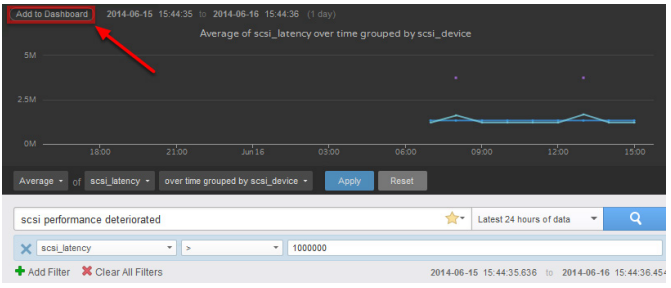 Add to Dashboard 2014-06-15 15:44:35 to 2014-06-16 15:44:36 (1 day)
Average of scsi_latency over time grouped by scsi_device
5M
2.5M
0M
18:00 21:00 Jun 16 03:00 06:00 09:00 12:00 15:00
Average of scsi_latency over time grouped by scsi_device Apply Reset
scsi performance deteriorated Latest 24 hours of data
scsi_latency > 1000000
Add Filter Clear All Filters 2014-06-15 15:44:35.636 to 2014-06-16 15:44:36.454